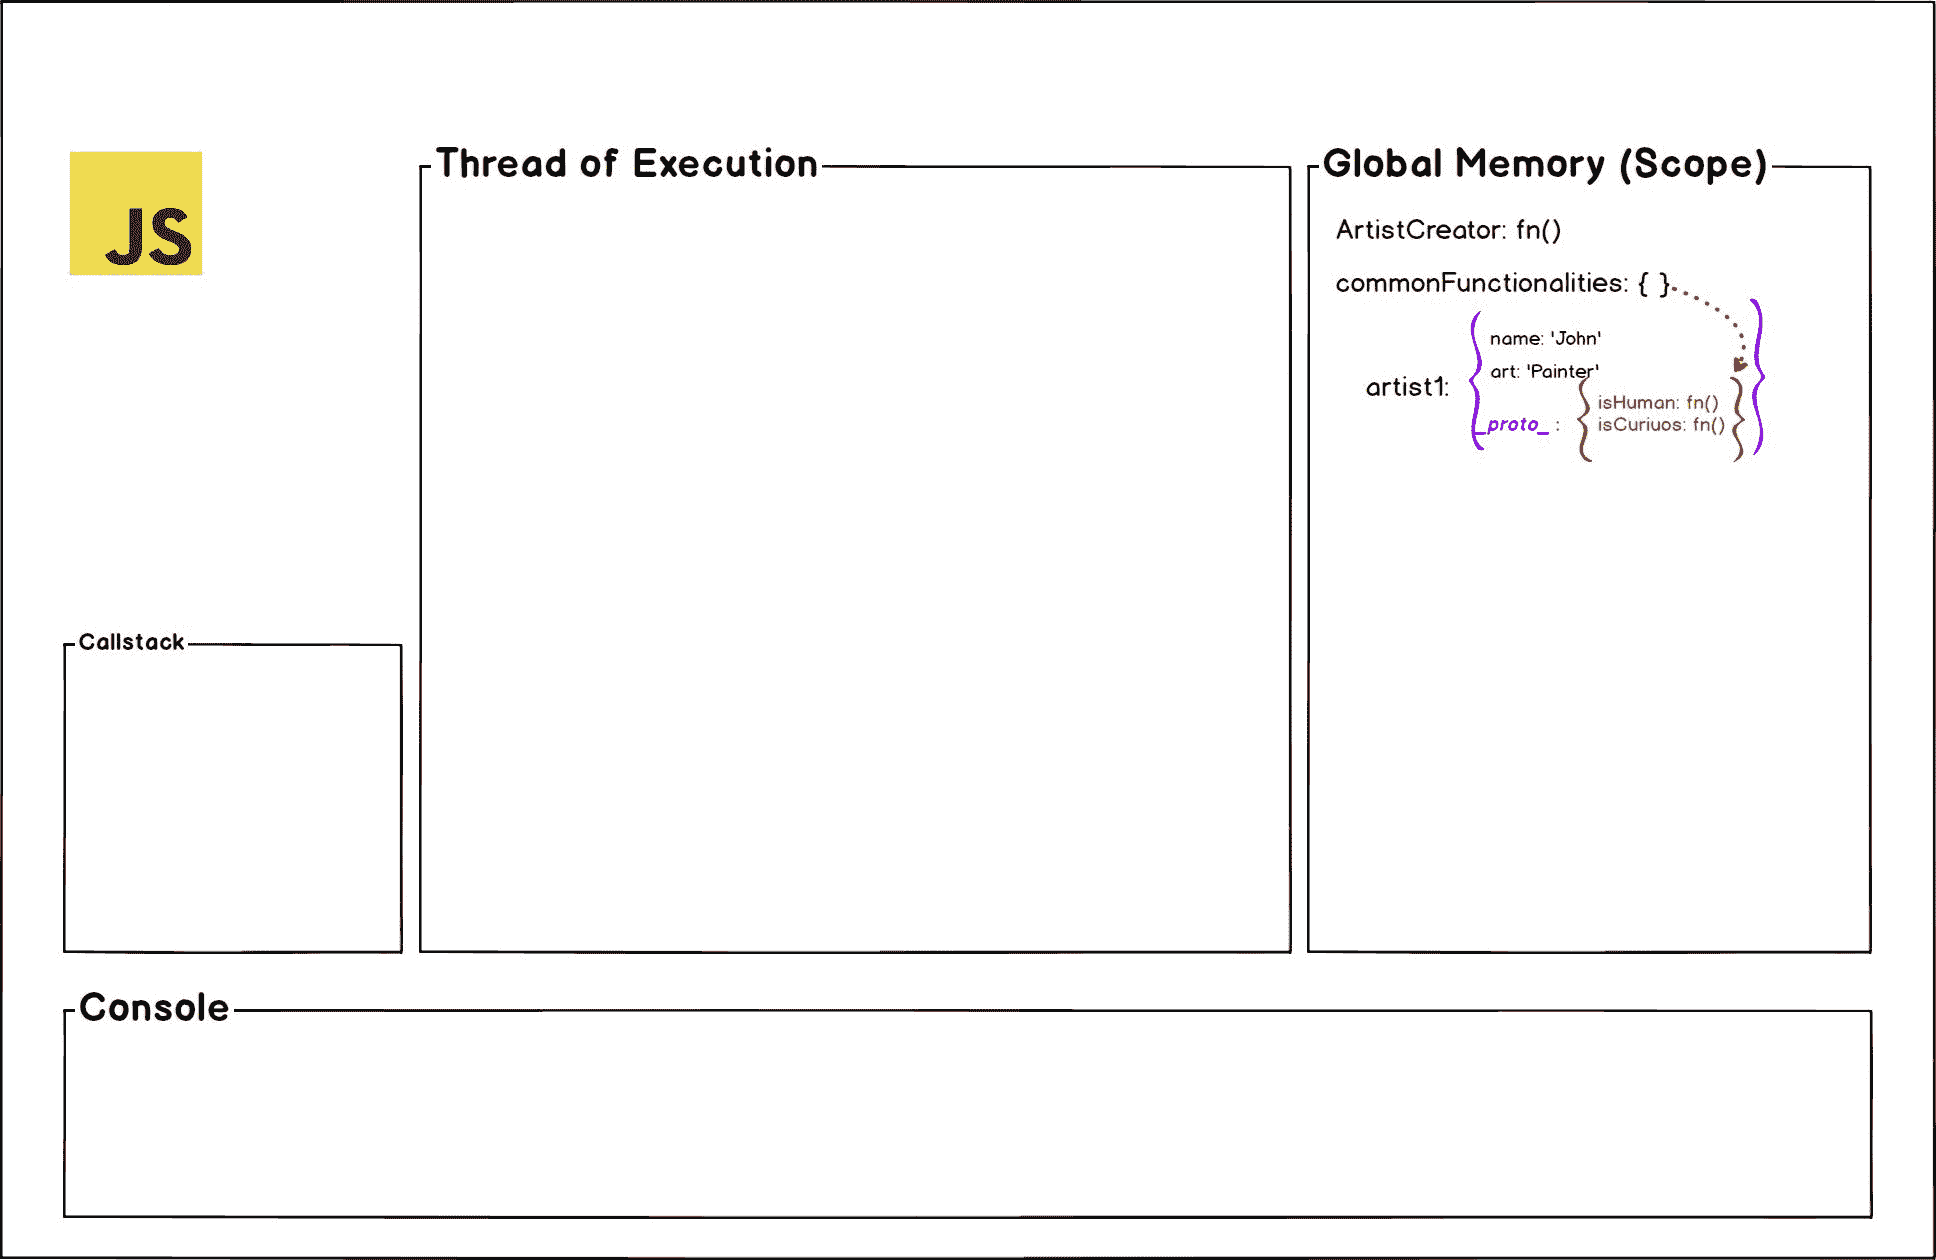 JS
Thread of Execution
Global Memory (Scope)
ArtistCreator: fn()
commonFunctionalities: { }
name: 'John'
art: 'Painter'
artist1:
isHuman: fn()
_proto_ : isCuriuos: fn()
Callstack
Console